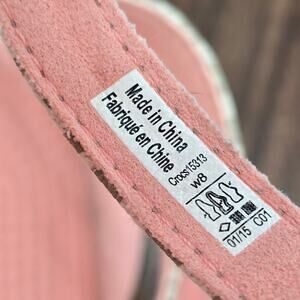 Made in China
Fabriqué en Chine
Crocs15313
W8
01/15 C01